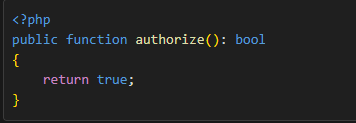 <?php
public function authorize(): bool
{
    return true;
}